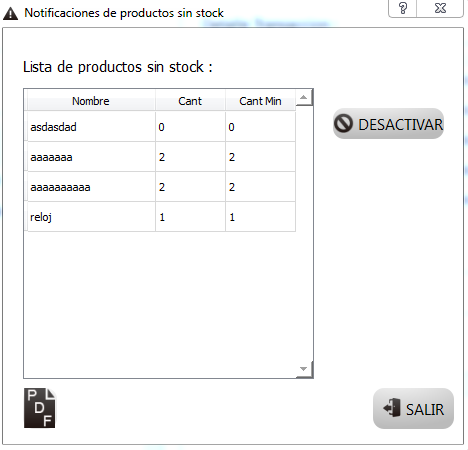 Notificaciones de productos sin stock
?
Lista de productos sin stock :
Nombre Cant Cant Min
asdasdad 0 0
aaaaaaa 2 2
aaaaaaaaaa 2 2
reloj 1 1
DESACTIVAR
PDF
SALIR